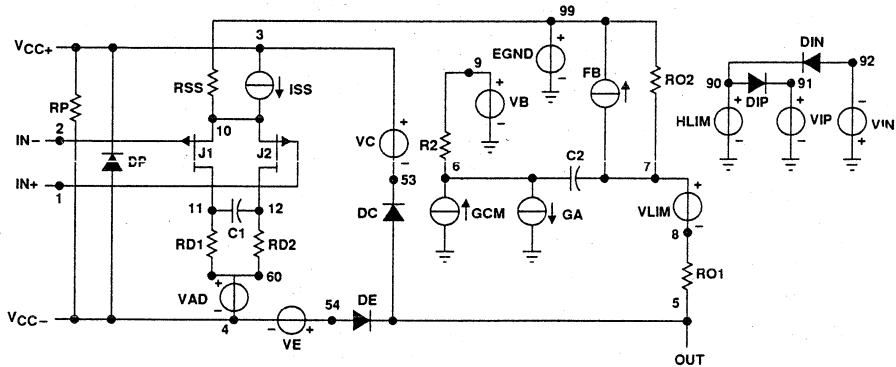 99
VCC+
3
9
EGND
+
−
DIN
92
RSS
ISS
FB
RO2
90
91
DIP
RP
VB
+
−
HLIM
+
−
VIP
+
−
VIN
−
+
2
IN−
10
J1
J2
VC
+
−
R2
DP
C2
IN+
1
53
6
7
11
12
C1
DC
GCM
GA
VLIM
+
−
8
RD1
RD2
60
RO1
VAD
+
−
54
DE
5
VCC−
4
−
+
VE
OUT